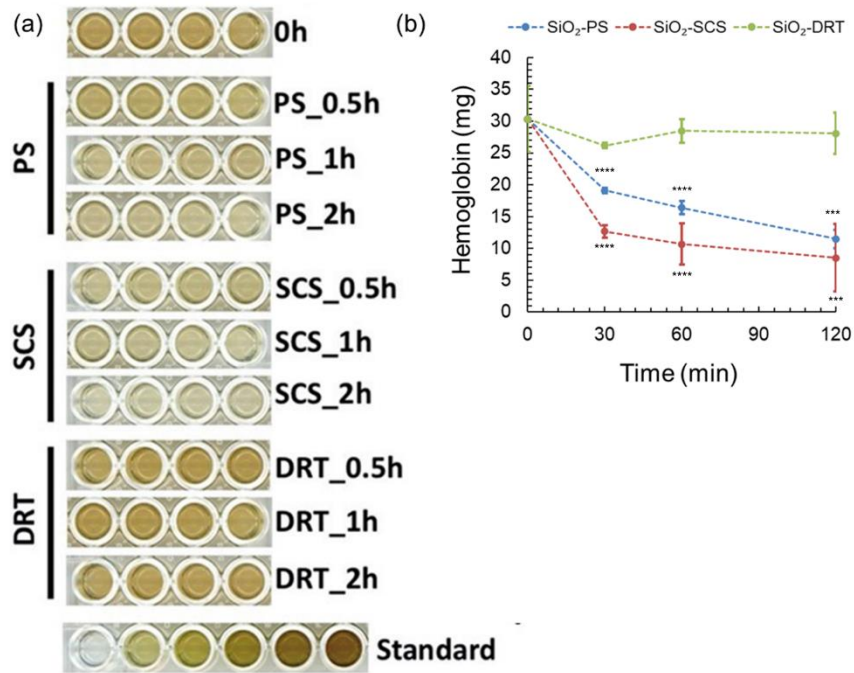 (a)
0h
PS
PS_0.5h
PS_1h
PS_2h
SCS
SCS_0.5h
SCS_1h
SCS_2h
DRT
DRT_0.5h
DRT_1h
DRT_2h
Standard
(b)
SiO₂-PS SiO₂-SCS SiO₂-DRT
Hemoglobin (mg)
40
35
30
25
20
15
10
5
0
**** **** ***
**** **** ***
0 30 60 90 120
Time (min)